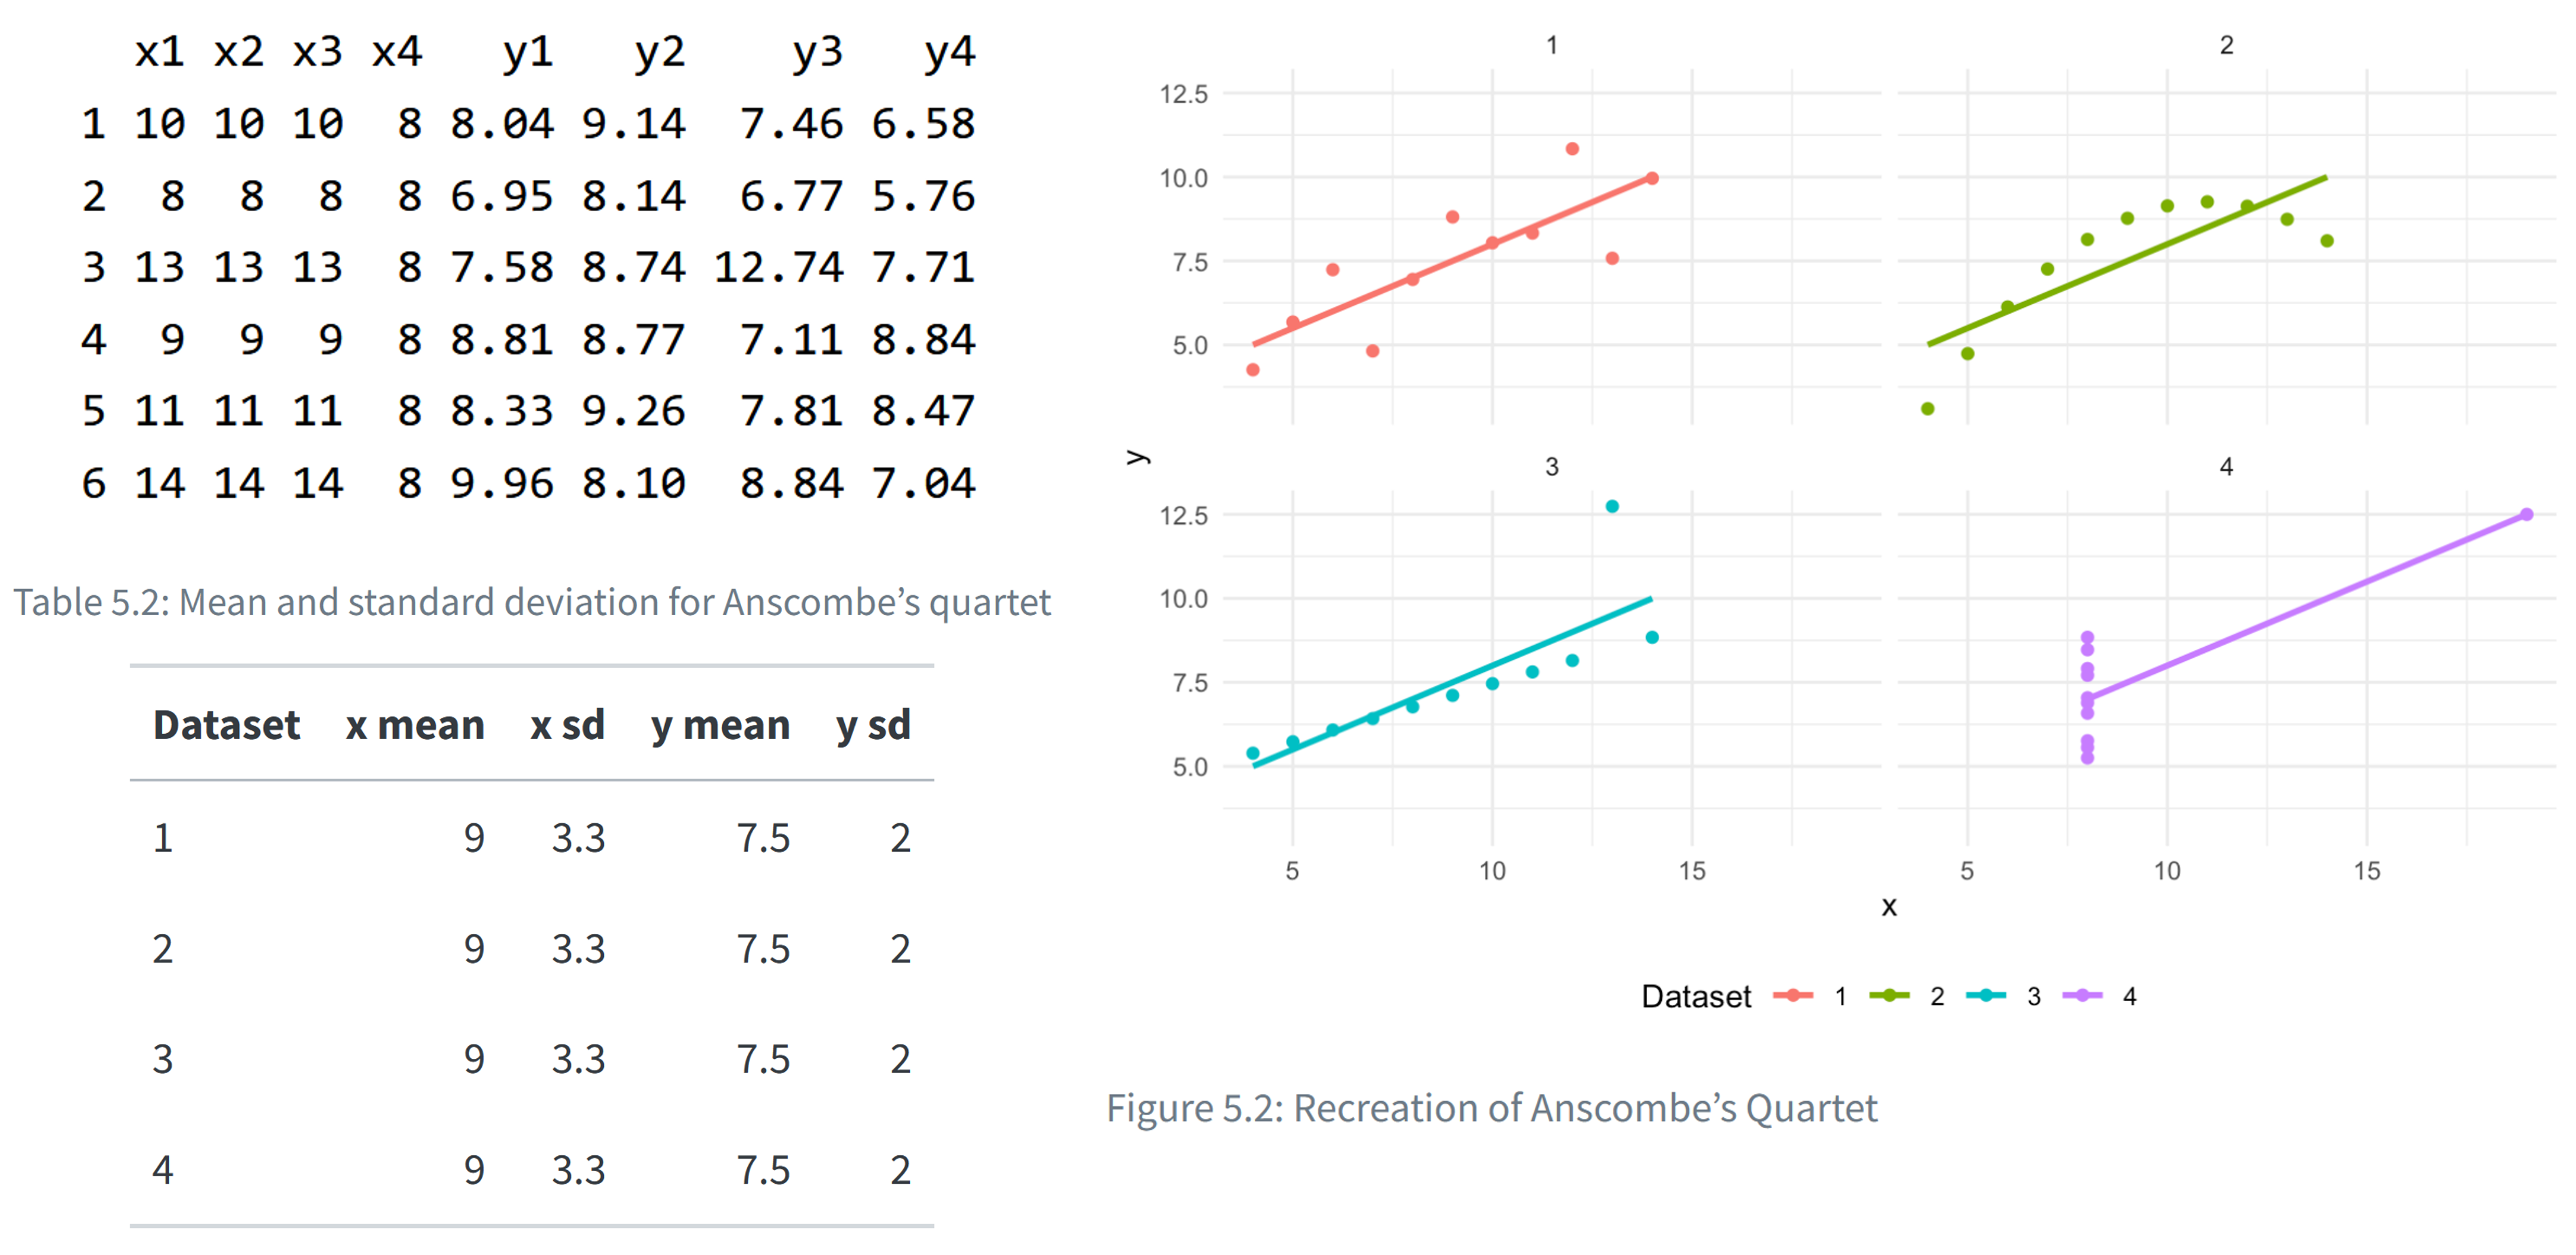 x1 x2 x3 x4 y1 y2 y3 y4
1 10 10 10 8 8.04 9.14 7.46 6.58
2 8 8 8 8 6.95 8.14 6.77 5.76
3 13 13 13 8 7.58 8.74 12.74 7.71
4 9 9 9 8 8.81 8.77 7.11 8.84
5 11 11 11 8 8.33 9.26 7.81 8.47
6 14 14 14 8 9.96 8.10 8.84 7.04
Table 5.2: Mean and standard deviation for Anscombe’s quartet
Dataset x mean x sd y mean y sd
1 9 3.3 7.5 2
2 9 3.3 7.5 2
3 9 3.3 7.5 2
4 9 3.3 7.5 2
1 2
12.5
10.0
7.5
5.0
y
3 4
12.5
10.0
7.5
5.0
5 10 15 5 10 15
x
Dataset 1 2 3 4
Figure 5.2: Recreation of Anscombe’s Quartet